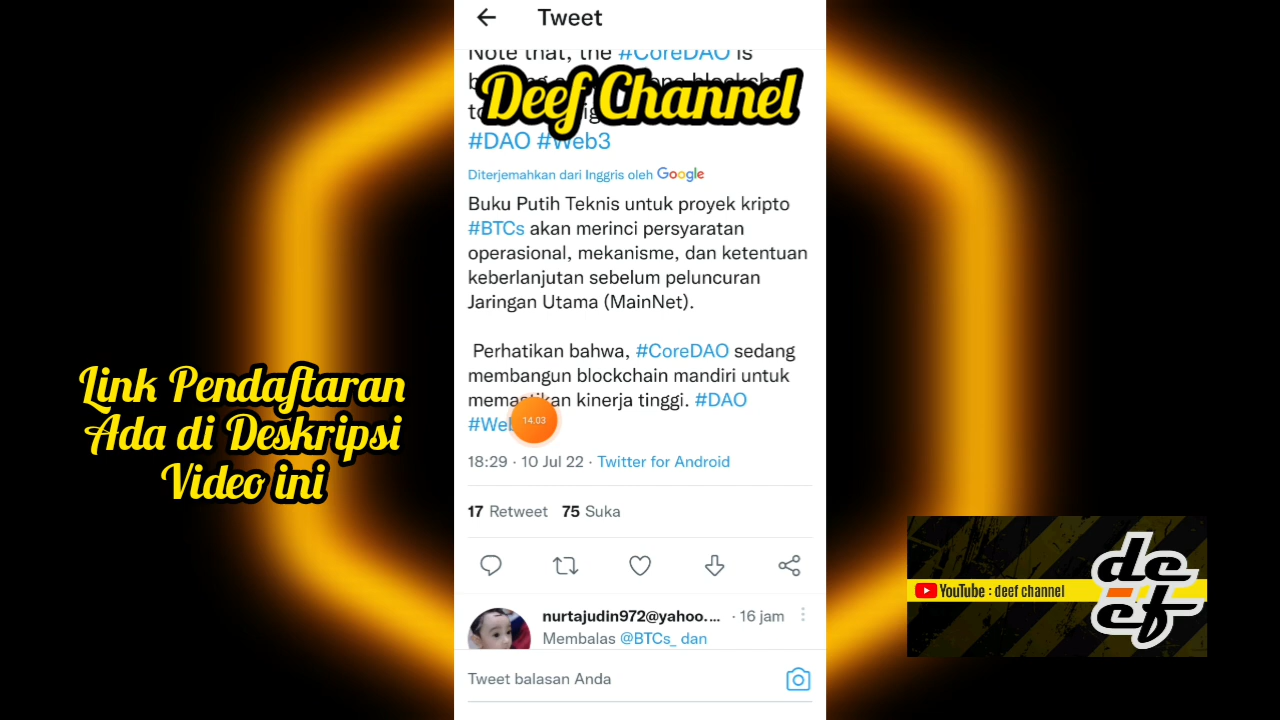 Tweet
Note that, the #CoreDAO is
Deef Channel
#DAO #Web3
Diterjemahkan dari Inggris oleh Google
Buku Putih Teknis untuk proyek kripto
#BTCs akan merinci persyaratan
operasional, mekanisme, dan ketentuan
keberlanjutan sebelum peluncuran
Jaringan Utama (MainNet).
Perhatikan bahwa, #CoreDAO sedang
membangun blockchain mandiri untuk
memastikan kinerja tinggi. #DAO
14.03
18:29 · 10 Jul 22 · Twitter for Android
17 Retweet 75 Suka
nurtajudin972@yahoo.... · 16 jam
Membalas @BTCs_ dan
Tweet balasan Anda
Link Pendaftaran
Ada di Deskripsi
Video ini
YouTube : deef channel
deef